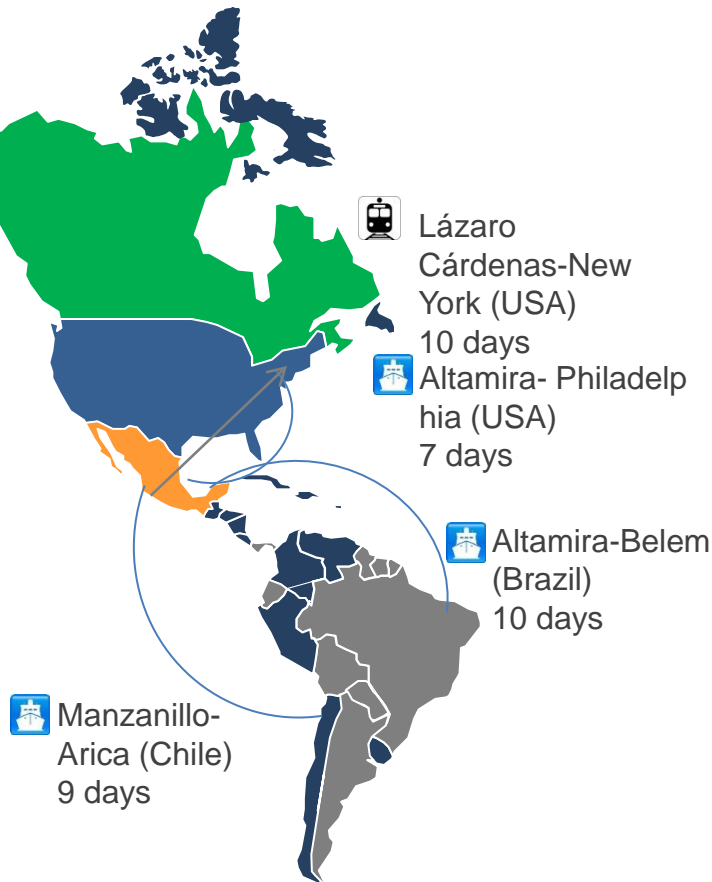 Lázaro
Cárdenas-New
York (USA)
10 days
Altamira- Philadelp
hia (USA)
7 days
Altamira-Belem
(Brazil)
10 days
Manzanillo-
Arica (Chile)
9 days